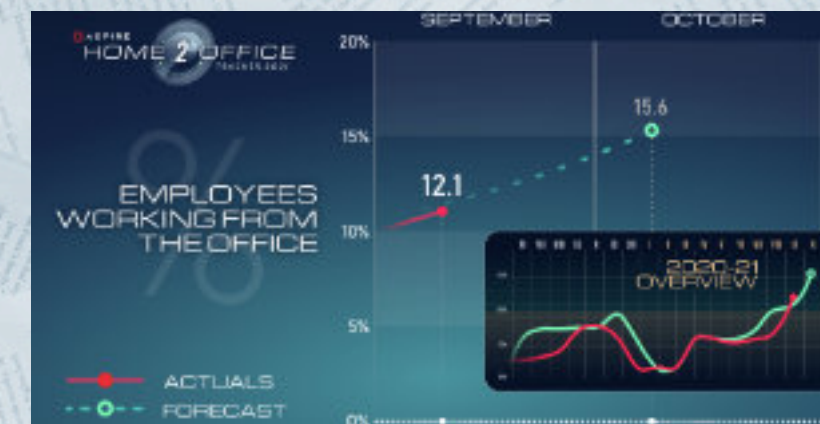 SEPTEMBER OCTOBER
ASPIRE
HOME 2 OFFICE
20%
15.6
15%
12.1
%
EMPLOYEES
WORKING FROM
THE OFFICE
10%
2020-21
OVERVIEW
5%
ACTUALS
FORECAST
0%